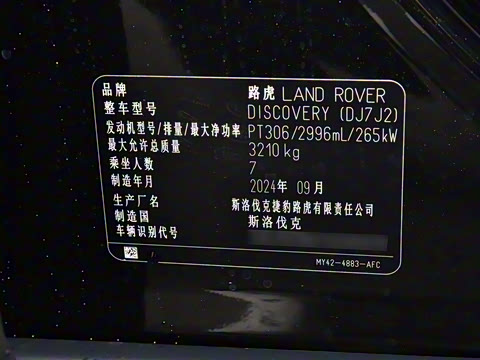 品牌 路虎 LAND ROVER
整车型号 DISCOVERY (DJ7J2)
发动机型号/排量/最大净功率 PT306/2996mL/265kW
最大允许总质量 3210kg
乘坐人数 7
制造年月 2024年 09月
生产厂名 斯洛伐克捷豹路虎有限责任公司
制造国 斯洛伐克
车辆识别代号
MY42-4883-AFC